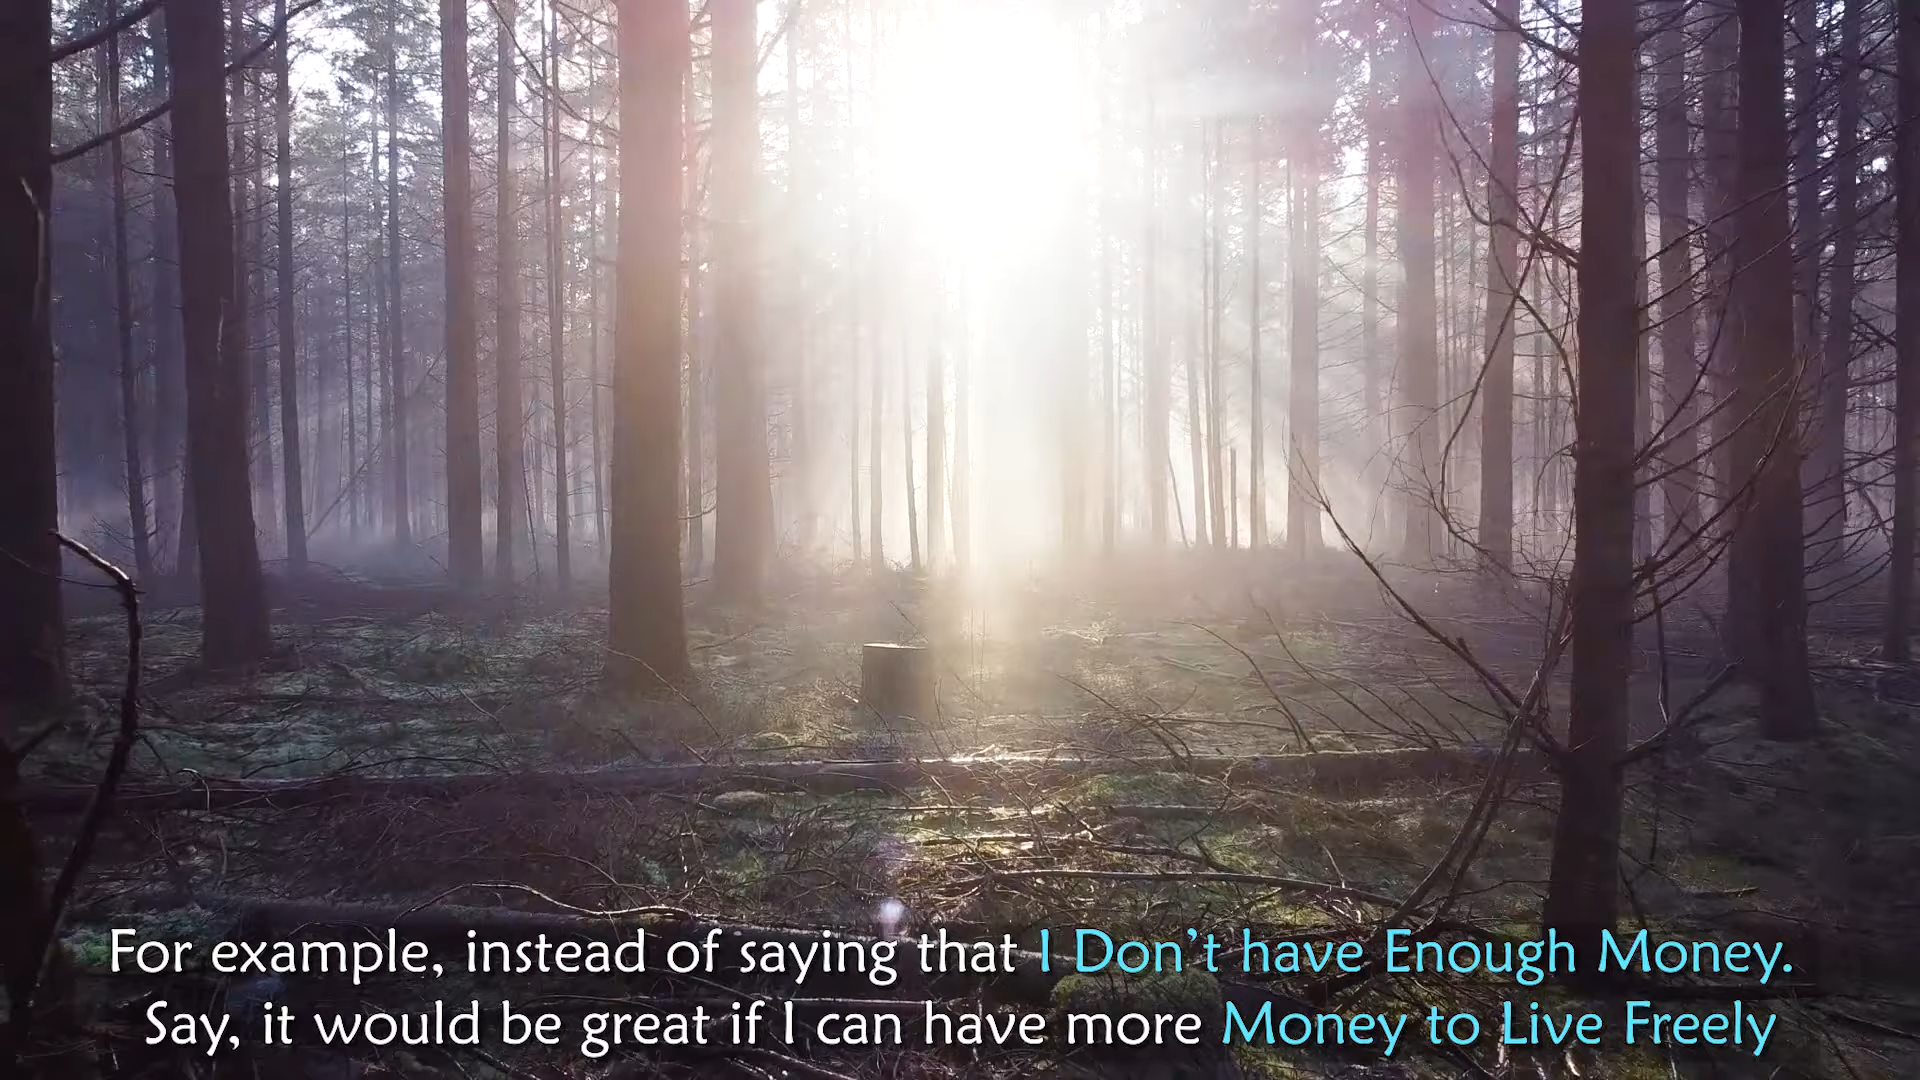 For example, instead of saying that I Don't have Enough Money.
Say, it would be great if I can have more Money to Live Freely